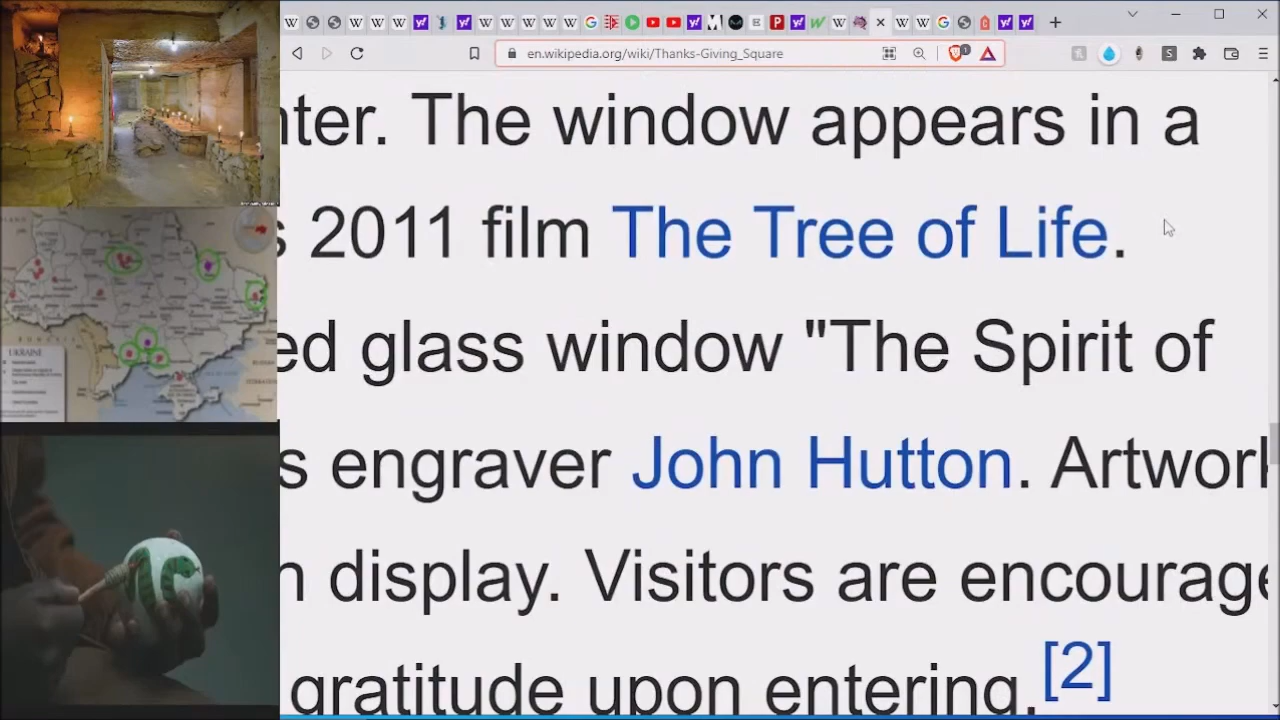 en.wikipedia.org/wiki/Thanks-Giving_Square
nter. The window appears in a
s 2011 film The Tree of Life.
ed glass window "The Spirit of
s engraver John Hutton. Artwork
n display. Visitors are encourage
gratitude upon entering.[2]
UKRAINE